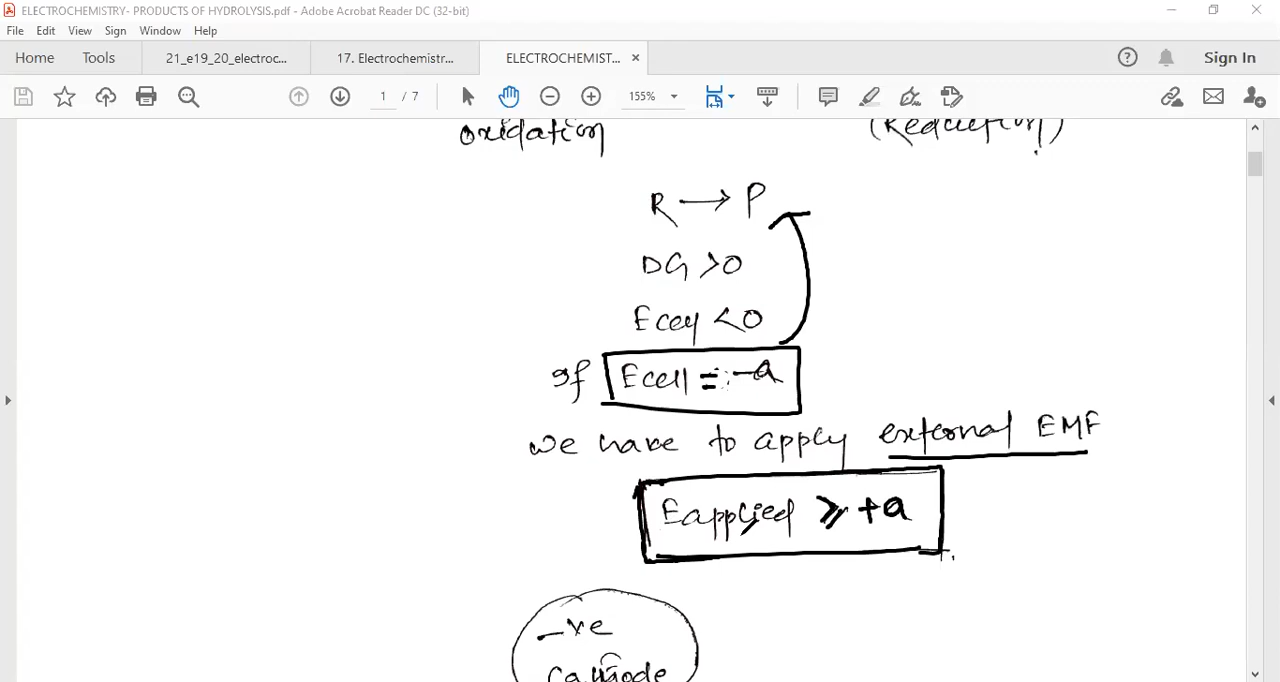 ELECTROCHEMISTRY- PRODUCTS OF HYDROLYSIS.pdf - Adobe Acrobat Reader DC (32-bit)
File Edit View Sign Window Help
Home Tools 21_e19_20_electroc... 17. Electrochemistr... ELECTROCHEMIST... × Sign In
1 / 7 155%
oxidation (Reduction)
R → P
DG > 0
Ecell < 0
If Ecell = -a
we have to apply external EMF
Eapplied ⩾ +a
-ve
Cathode